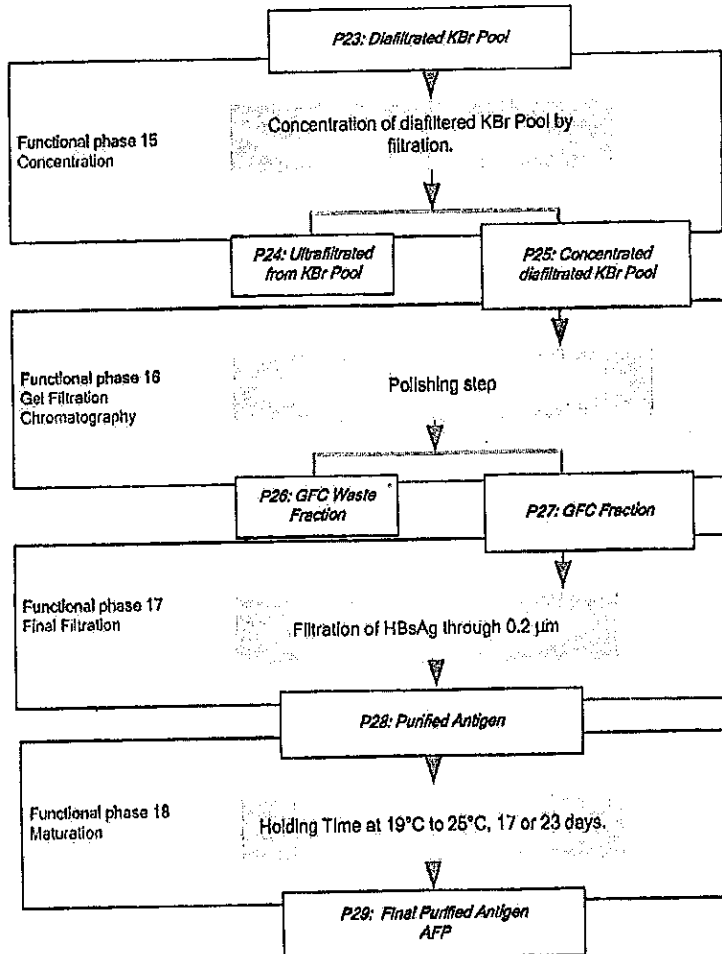 P23: Diafiltrated KBr Pool
Functional phase 15
Concentration
Concentration of diafiltered KBr Pool by
filtration.
P24: Ultrafiltrated
from KBr Pool
P25: Concentrated
diafiltrated KBr Pool
Functional phase 16
Gel Filtration
Chromatography
Polishing step
P26: GFC Waste
Fraction
P27: GFC Fraction
Functional phase 17
Final Filtration
Filtration of HBsAg through 0.2 μm
P28: Purified Antigen
Functional phase 18
Maturation
Holding Time at 19°C to 25°C, 17 or 23 days.
P29: Final Purified Antigen
AFP